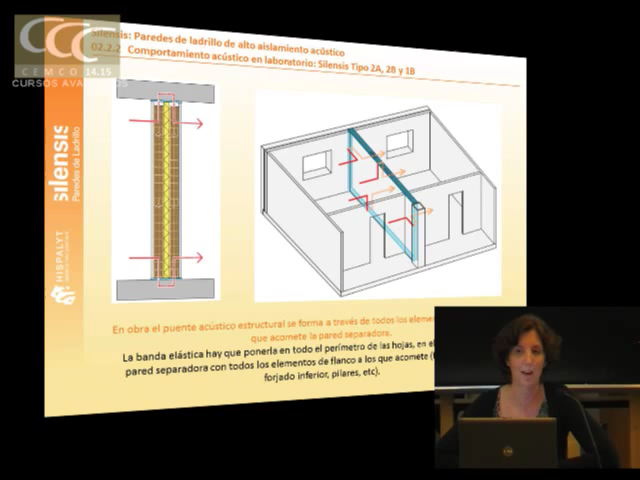 CCC
CEMCO 14.15
CURSOS AVA
Silensis: Paredes de ladrillo de alto aislamiento acústico
02.2.2 Comportamiento acústico en laboratorio: Silensis Tipo 2A, 2B y 1B
silensis
Paredes de Ladrillo
HISPALYT
En obra el puente acústico estructural se forma a través de todos los
que acomete la pared separadora.
La banda elástica hay que ponerla en todo el perímetro de las hojas, en
pared separadora con todos los elementos de flanco a los que acomete
forjado inferior, pilares, etc).
DELL